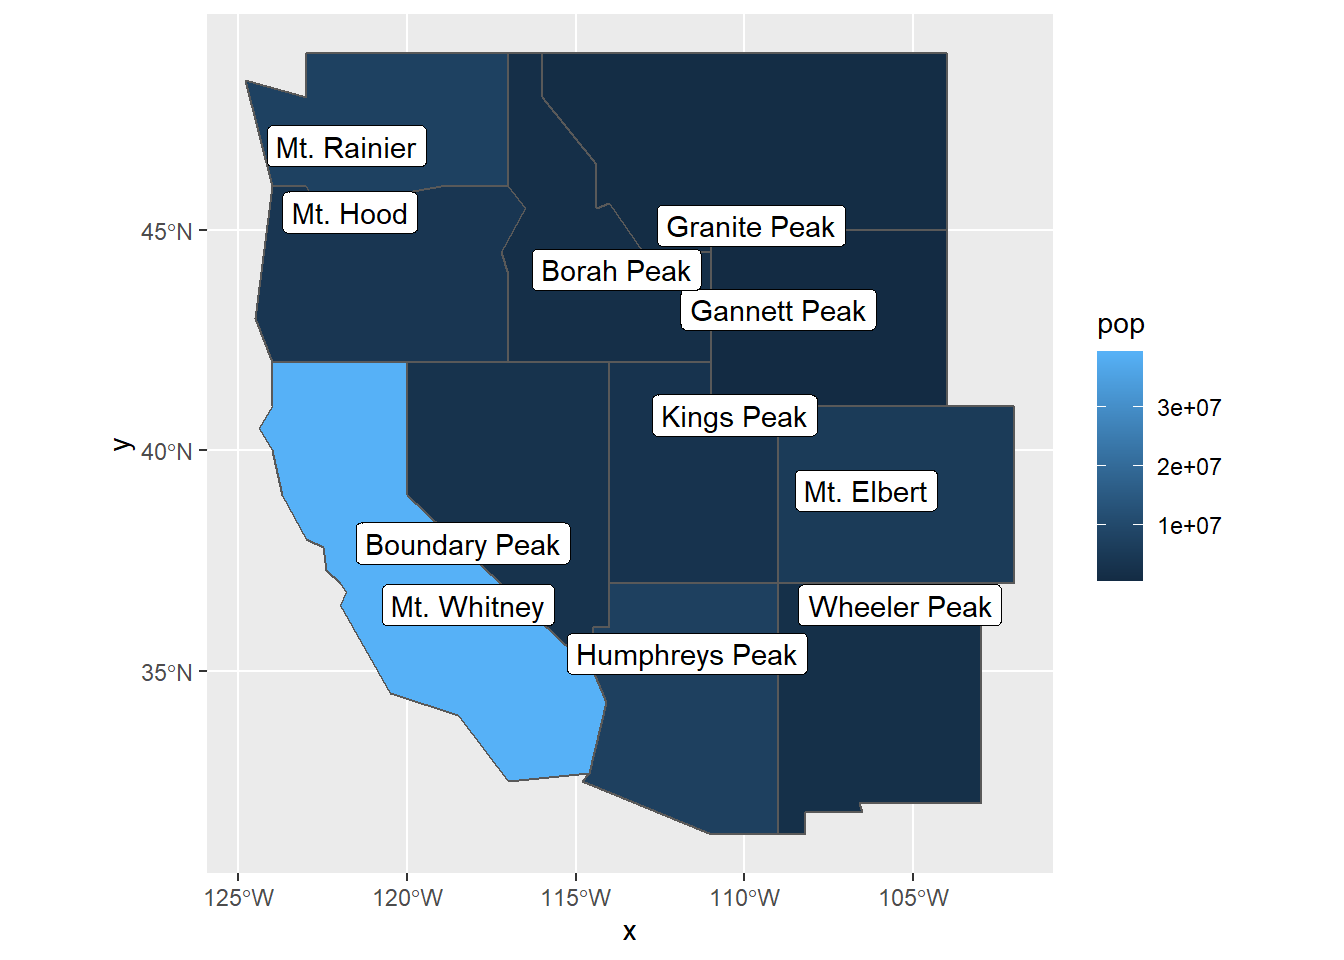 Mt. Rainier
Mt. Hood
Granite Peak
Borah Peak
Gannett Peak
Kings Peak
Mt. Elbert
Boundary Peak
Mt. Whitney
Wheeler Peak
Humphreys Peak
45°N
40°N
35°N
y
125°W
120°W
115°W
110°W
105°W
x
pop
3e+07
2e+07
1e+07